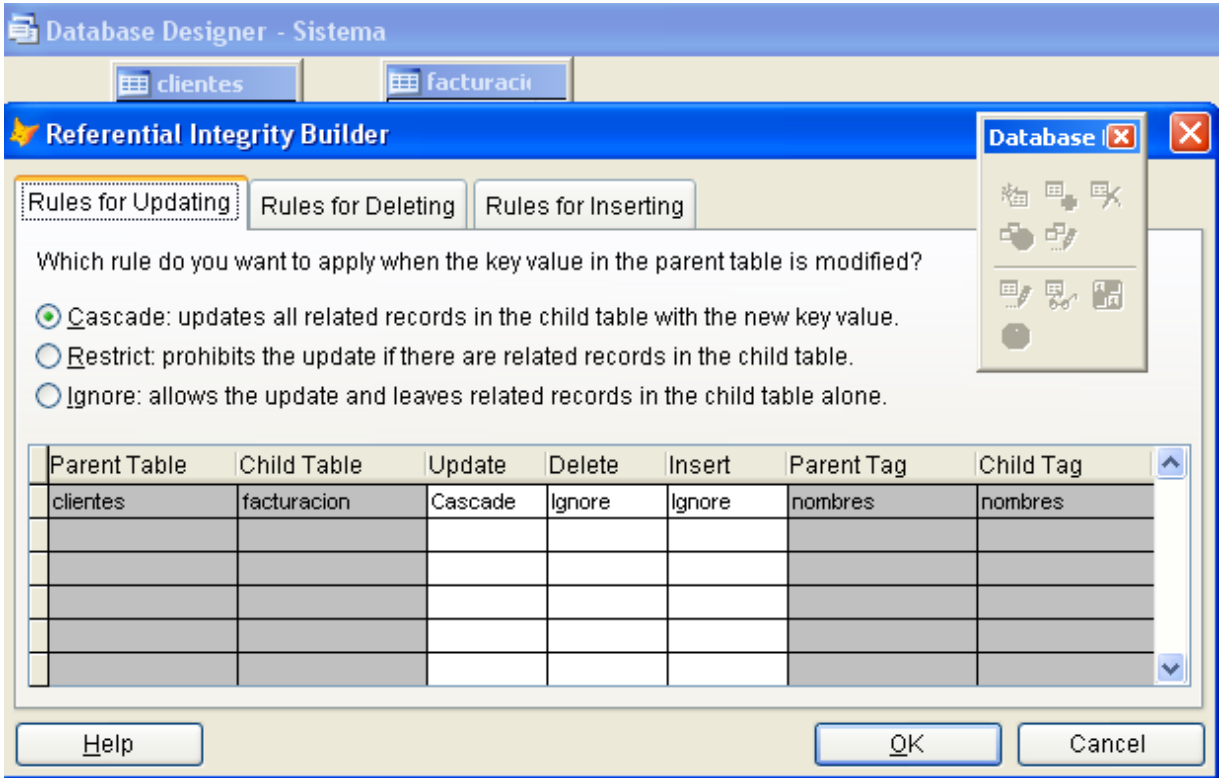 Database Designer - Sistema
clientes
facturaci
Referential Integrity Builder
Database
Rules for Updating
Rules for Deleting
Rules for Inserting
Which rule do you want to apply when the key value in the parent table is modified?
Cascade: updates all related records in the child table with the new key value.
Restrict: prohibits the update if there are related records in the child table.
Ignore: allows the update and leaves related records in the child table alone.
Parent Table Child Table Update Delete Insert Parent Tag Child Tag
clientes facturacion Cascade Ignore Ignore nombres nombres
Help OK Cancel